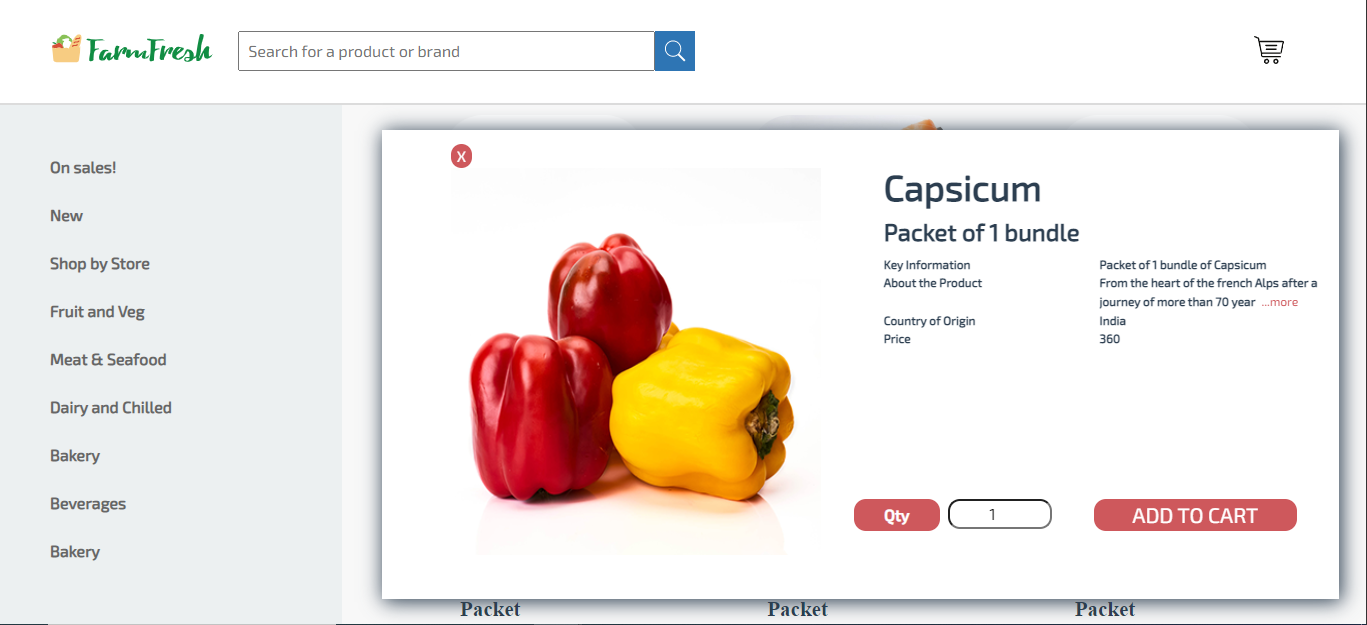 FarmFresh
Search for a product or brand
On sales!
New
Shop by Store
Fruit and Veg
Meat & Seafood
Dairy and Chilled
Bakery
Beverages
Bakery
X
Capsicum
Packet of 1 bundle
Key Information Packet of 1 bundle of Capsicum
About the Product From the heart of the french Alps after a
journey of more than 70 year ...more
Country of Origin India
Price 360
Qty 1 ADD TO CART
Packet Packet Packet